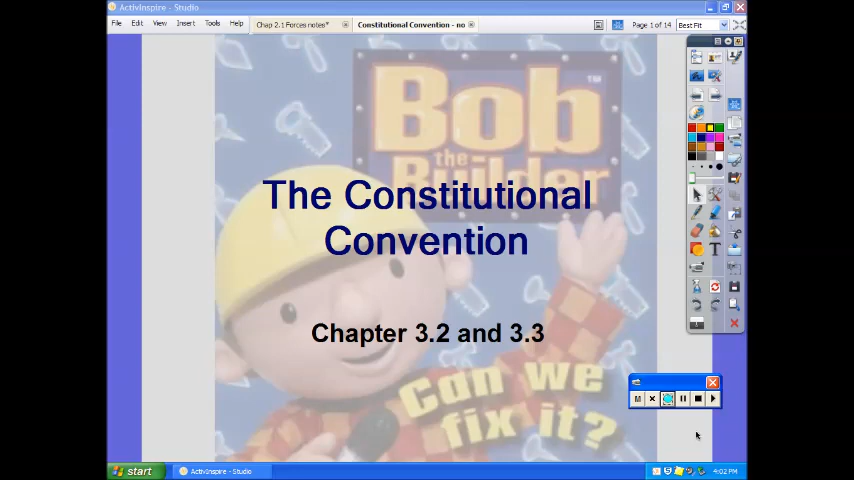 ActivInspire - Studio
File Edit View Insert Tools Help Chap 2.1 Forces notes* Constitutional Convention - no Page 1 of 14 Best Fit
Bob
TM
the
Builder
The Constitutional
Convention
Chapter 3.2 and 3.3
Can we
fix it?
T
M
start ActivInspire - Studio 4:02 PM